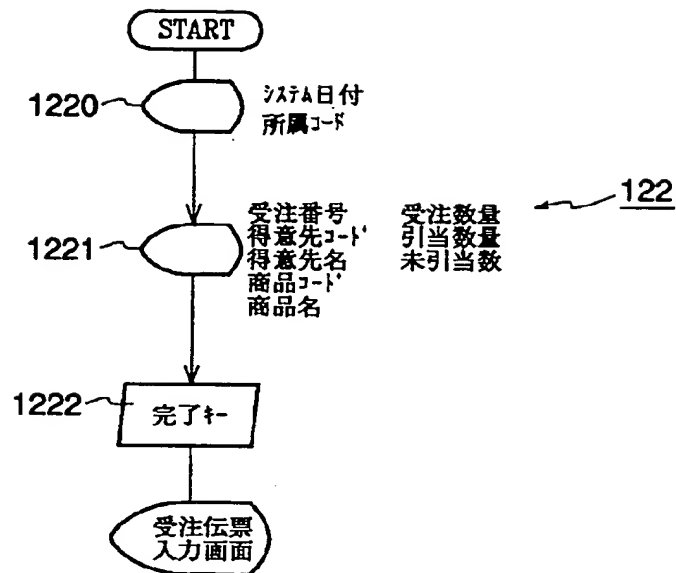 START
1220
システム日付
所属コード
122
1221
受注番号 受注数量
得意先コード 引当数量
得意先名 未引当数
商品コード
商品名
1222
完了キー
受注伝票
入力画面